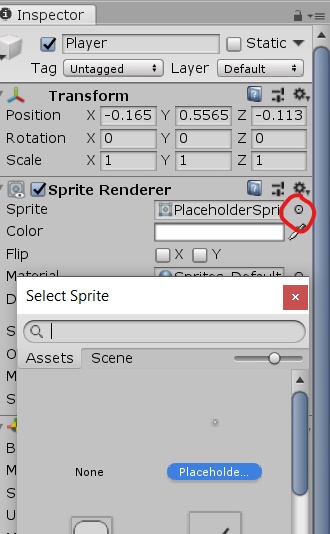 Inspector
Player
Static
Tag Untagged Layer Default
Transform
Position X -0.165 Y 0.5565 Z -0.113
Rotation X 0 Y 0 Z 0
Scale X 1 Y 1 Z 1
Sprite Renderer
Sprite PlaceholderSpri
Color
Flip X Y
Material Sprites-Default
D
Select Sprite
S
O
Assets Scene
M
S
None
Placeholde...
B
M
S
U
M